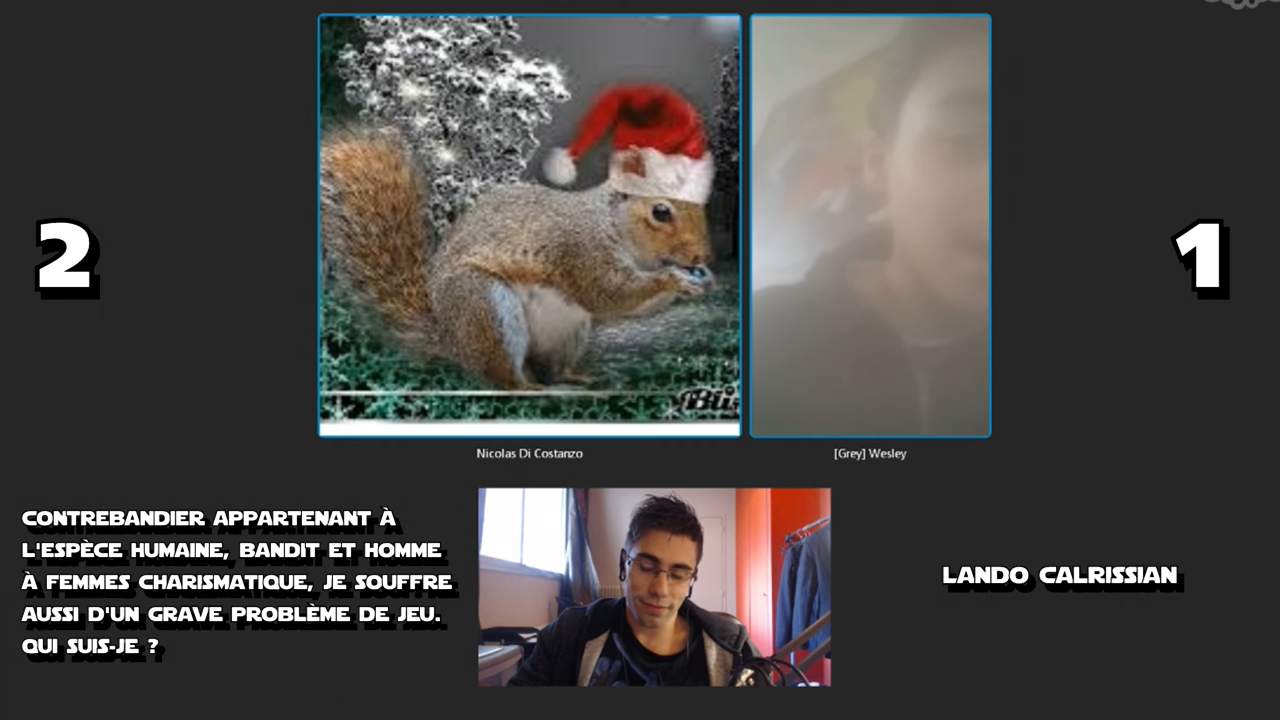 2
1
Nicolas Di Costanzo
[Grey] Wesley
CONTREBANDIER APPARTENANT À
L'ESPÈCE HUMAINE, BANDIT ET HOMME
À FEMMES CHARISMATIQUE, JE SOUFFRE
AUSSI D'UN GRAVE PROBLÈME DE JEU.
QUI SUIS-JE ?
LANDO CALRISSIAN